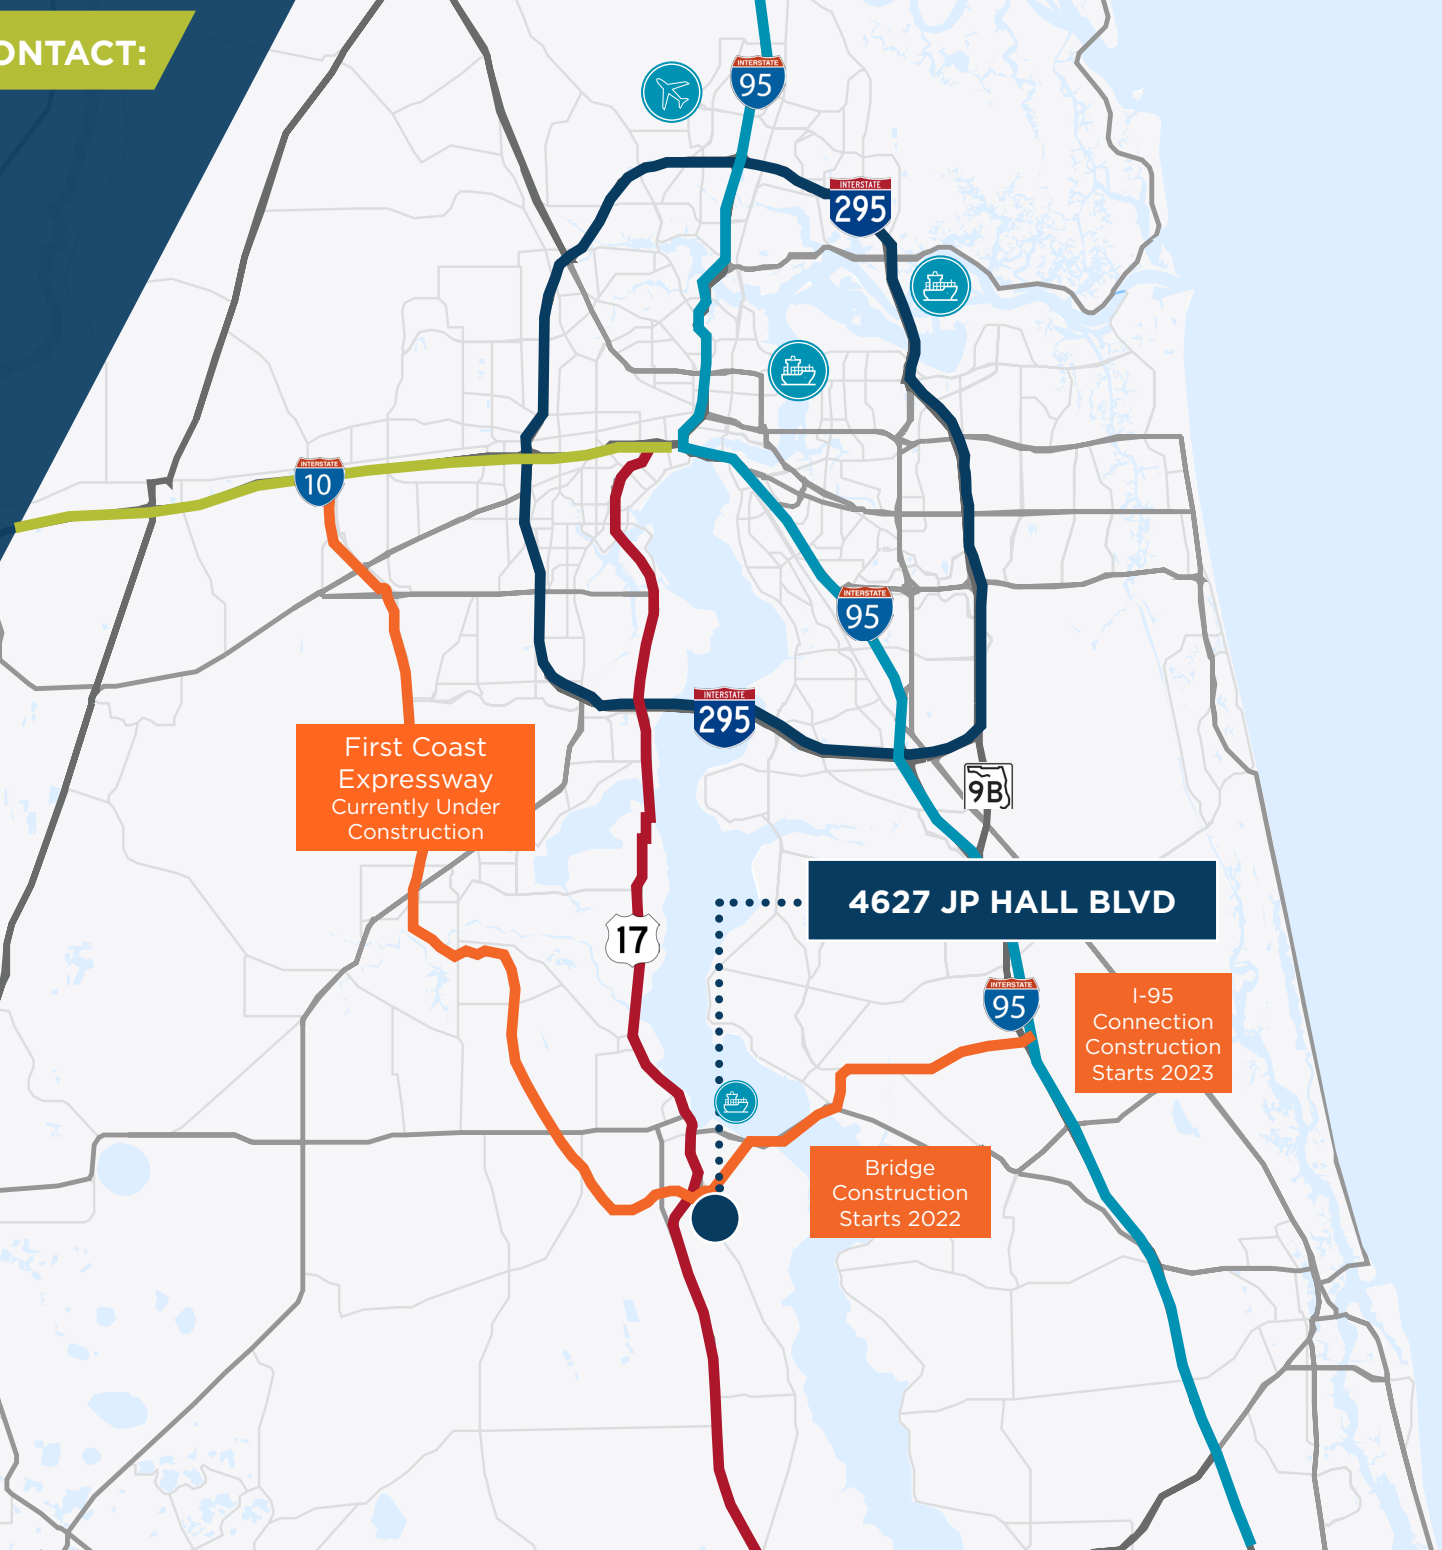 ONTACT:
INTERSTATE
95
INTERSTATE
295
INTERSTATE
10
INTERSTATE
95
INTERSTATE
295
First Coast
Expressway
Currently Under
Construction
9B
4627 JP HALL BLVD
17
INTERSTATE
95
I-95
Connection
Construction
Starts 2023
Bridge
Construction
Starts 2022